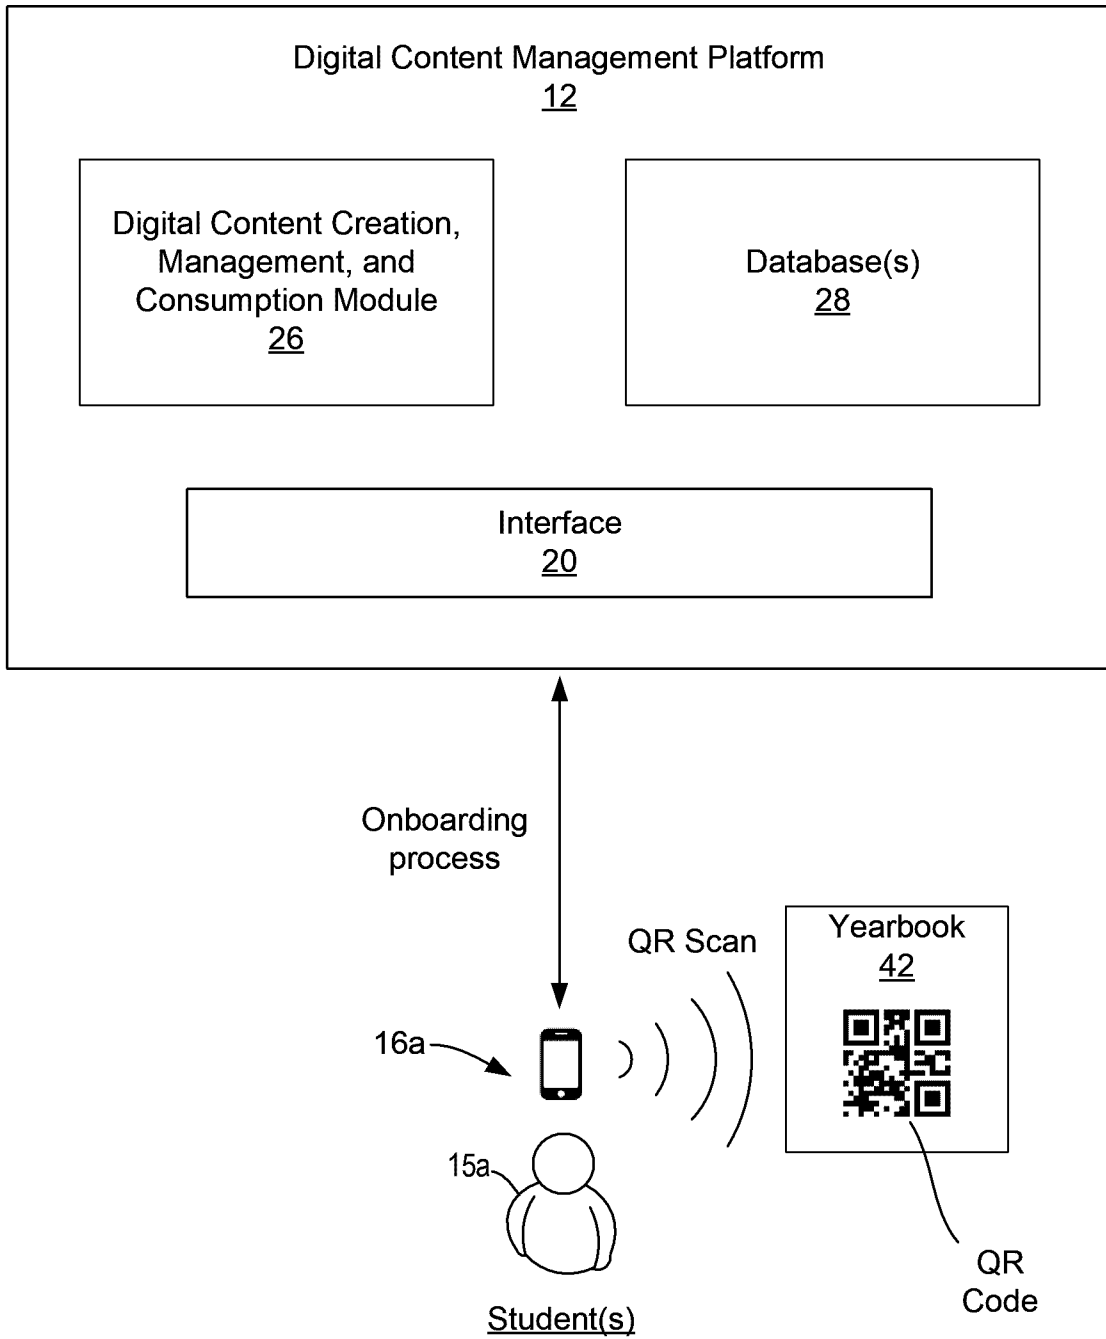 Digital Content Management Platform
12
Digital Content Creation,
Management, and
Consumption Module
26
Database(s)
28
Interface
20
Onboarding
process
QR Scan
Yearbook
42
16a
15a
QR
Code
Student(s)